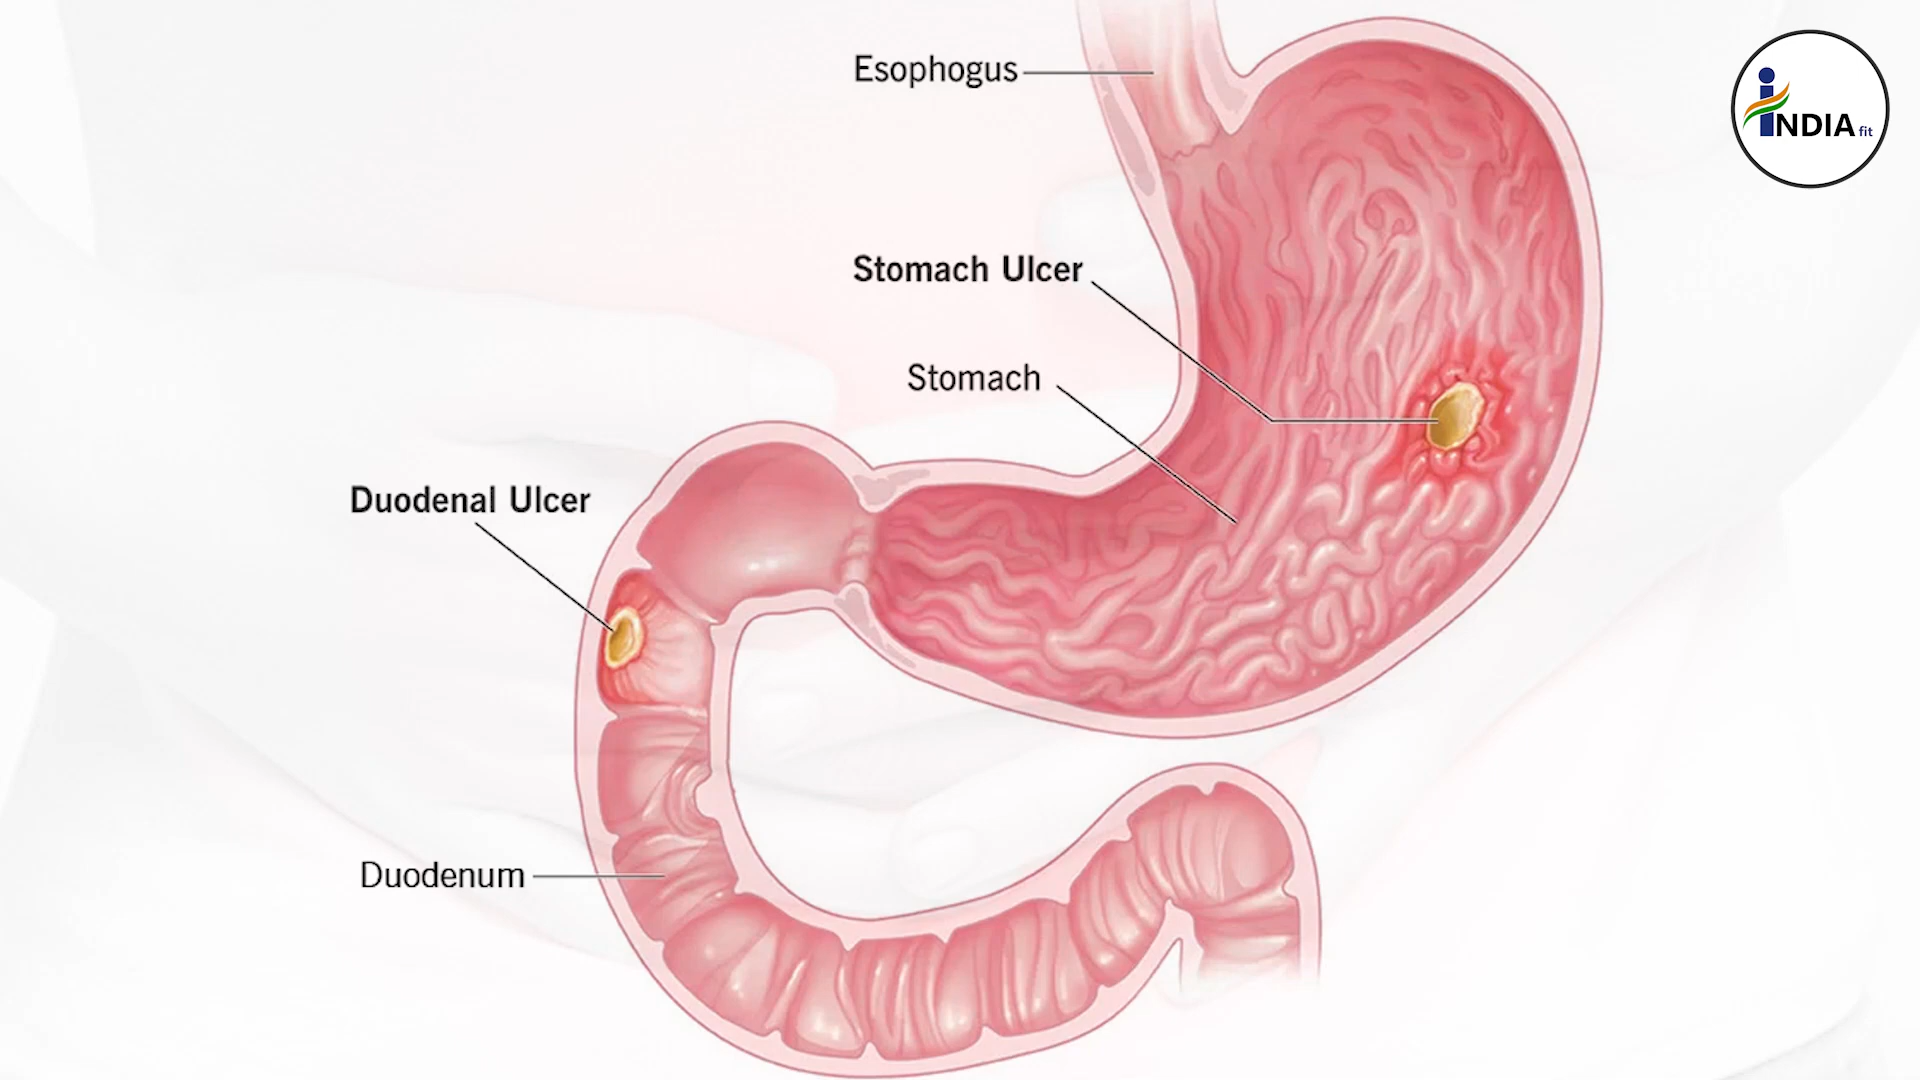 Esophogus
iNDIA fit
Stomach Ulcer
Stomach
Duodenal Ulcer
Duodenum